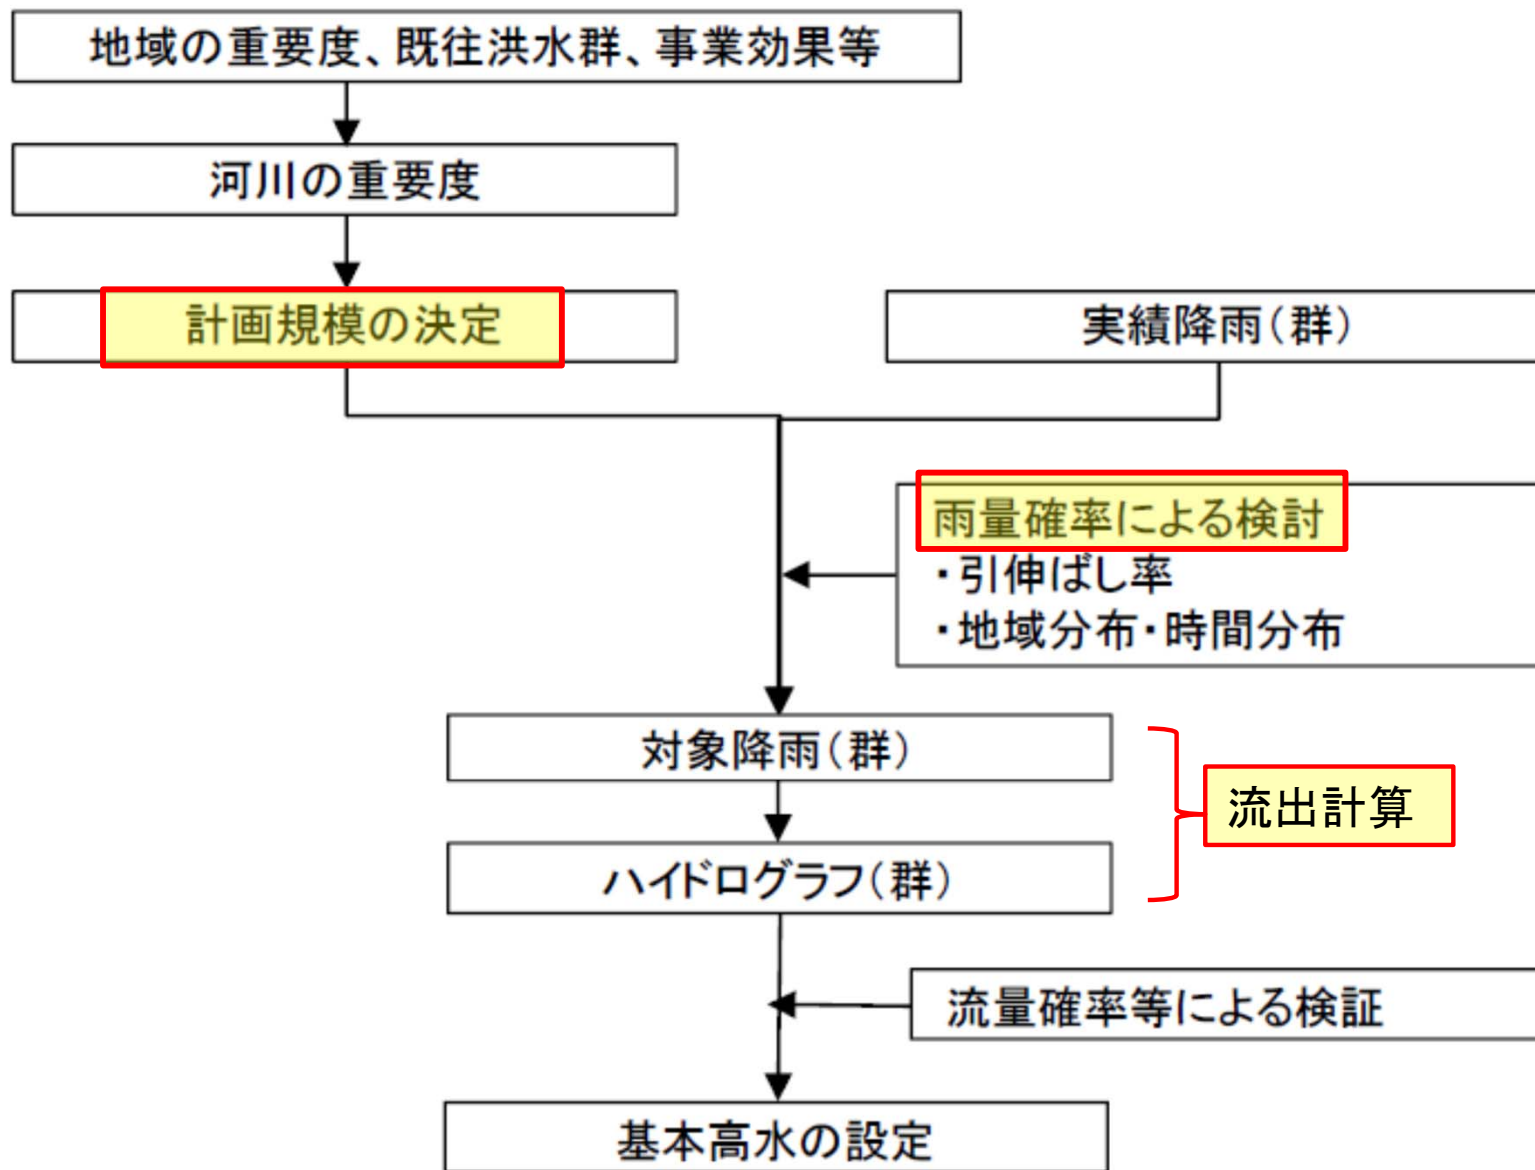 地域の重要度、既往洪水群、事業効果等
河川の重要度
計画規模の決定
実績降雨(群)
雨量確率による検討
・引伸ばし率
・地域分布・時間分布
対象降雨(群)
流出計算
ハイドログラフ(群)
流量確率等による検証
基本高水の設定